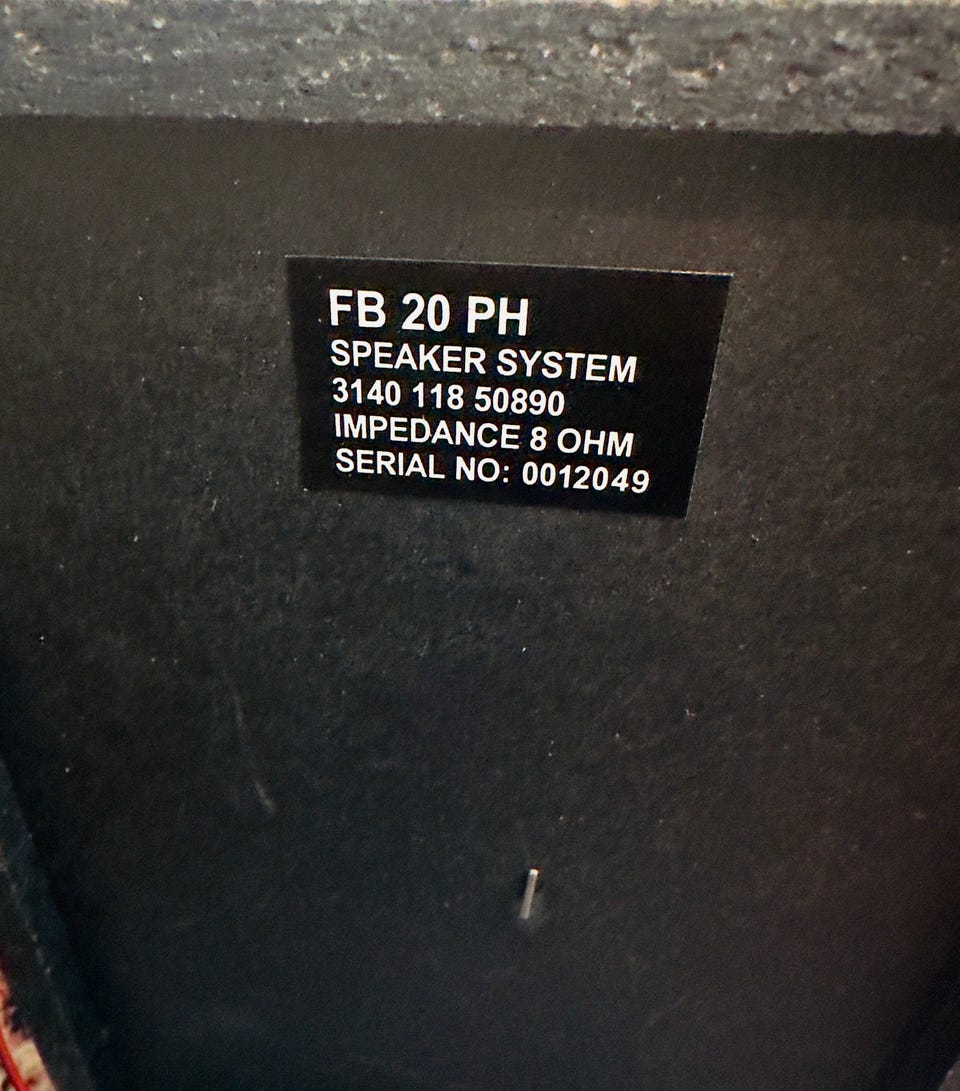 FB 20 PH
SPEAKER SYSTEM
3140 118 50890
IMPEDANCE 8 OHM
SERIAL NO: 0012049